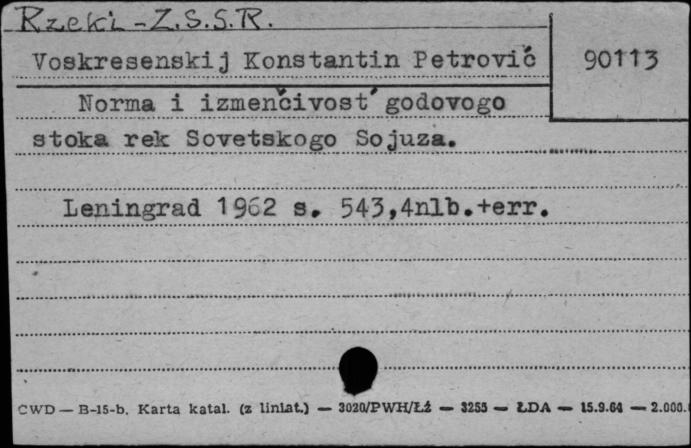 Rzeki - Z.S.S.R.
Voskresenskij Konstantin Petrovič
90113
Norma i izmenčivost´ godovogo
stoka rek Sovetskogo Sojuza.
Leningrad 1962 s. 543,4nlb.+err.
CWD — B-15-b. Karta katal. (z liniat.) — 3020/PWH/Łź — 3255 — ŁDA — 15.9.64 — 2.000.